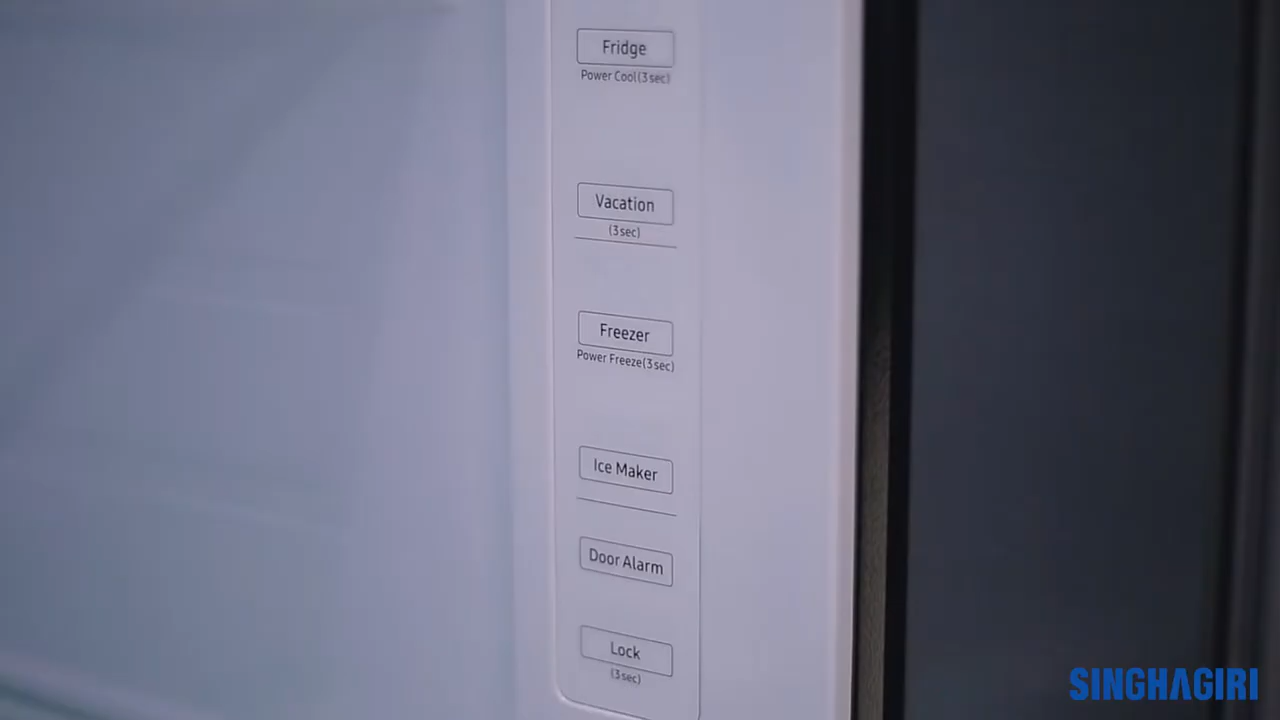 Fridge
Power Cool(3sec)
Vacation
(3sec)
Freezer
Power Freeze(3sec)
Ice Maker
Door Alarm
Lock
(3sec)
SINGHAGIRI